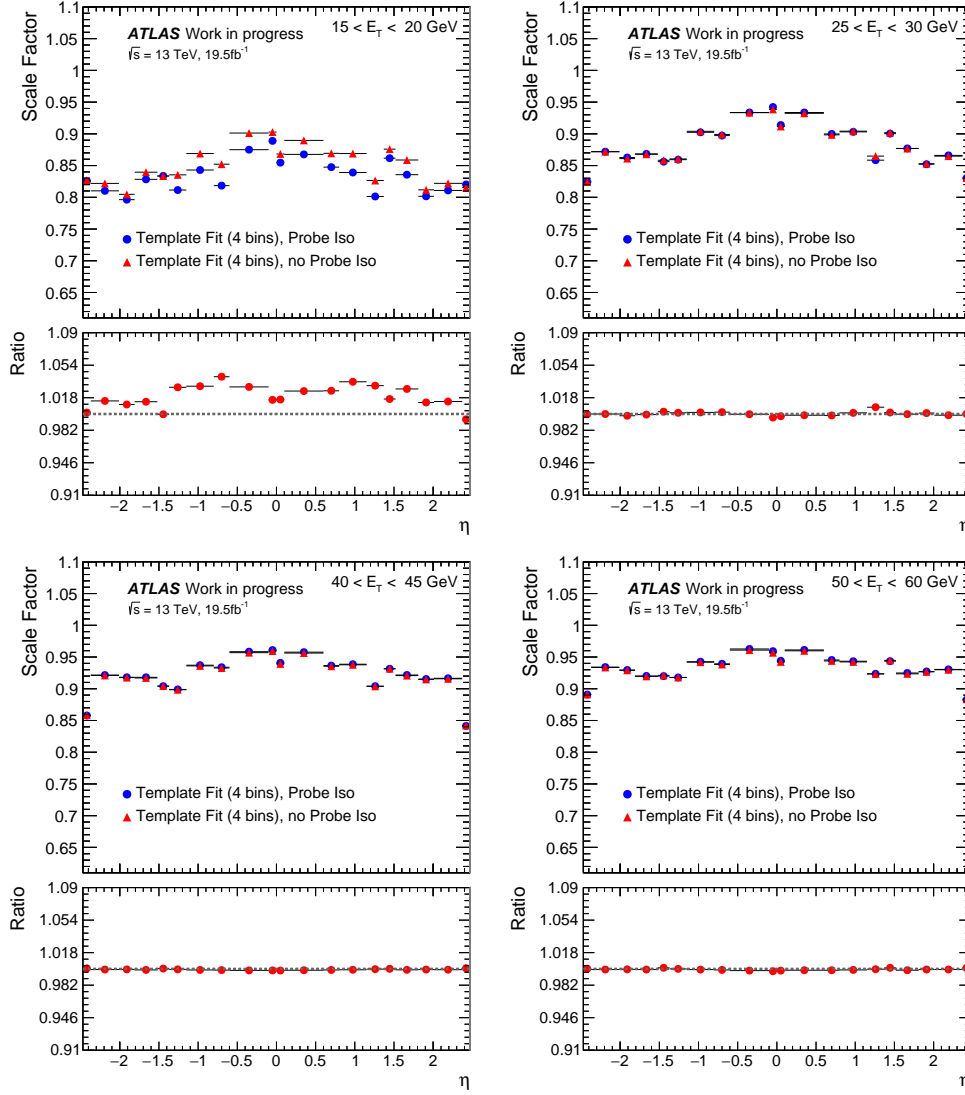 Scale Factor
1.1
1.05
1
0.95
0.9
0.85
0.8
0.75
0.7
0.65
ATLAS Work in progress
15 < E_T < 20 GeV
√s = 13 TeV, 19.5fb⁻¹
Template Fit (4 bins), Probe Iso
Template Fit (4 bins), no Probe Iso
Ratio
1.09
1.054
1.018
0.982
0.946
0.91
−2 −1.5 −1 −0.5 0 0.5 1 1.5 2
η
Scale Factor
1.1
1.05
1
0.95
0.9
0.85
0.8
0.75
0.7
0.65
ATLAS Work in progress
25 < E_T < 30 GeV
√s = 13 TeV, 19.5fb⁻¹
Template Fit (4 bins), Probe Iso
Template Fit (4 bins), no Probe Iso
Ratio
1.09
1.054
1.018
0.982
0.946
0.91
−2 −1.5 −1 −0.5 0 0.5 1 1.5 2
η
Scale Factor
1.1
1.05
1
0.95
0.9
0.85
0.8
0.75
0.7
0.65
ATLAS Work in progress
40 < E_T < 45 GeV
√s = 13 TeV, 19.5fb⁻¹
Template Fit (4 bins), Probe Iso
Template Fit (4 bins), no Probe Iso
Ratio
1.09
1.054
1.018
0.982
0.946
0.91
−2 −1.5 −1 −0.5 0 0.5 1 1.5 2
η
Scale Factor
1.1
1.05
1
0.95
0.9
0.85
0.8
0.75
0.7
0.65
ATLAS Work in progress
50 < E_T < 60 GeV
√s = 13 TeV, 19.5fb⁻¹
Template Fit (4 bins), Probe Iso
Template Fit (4 bins), no Probe Iso
Ratio
1.09
1.054
1.018
0.982
0.946
0.91
−2 −1.5 −1 −0.5 0 0.5 1 1.5 2
η